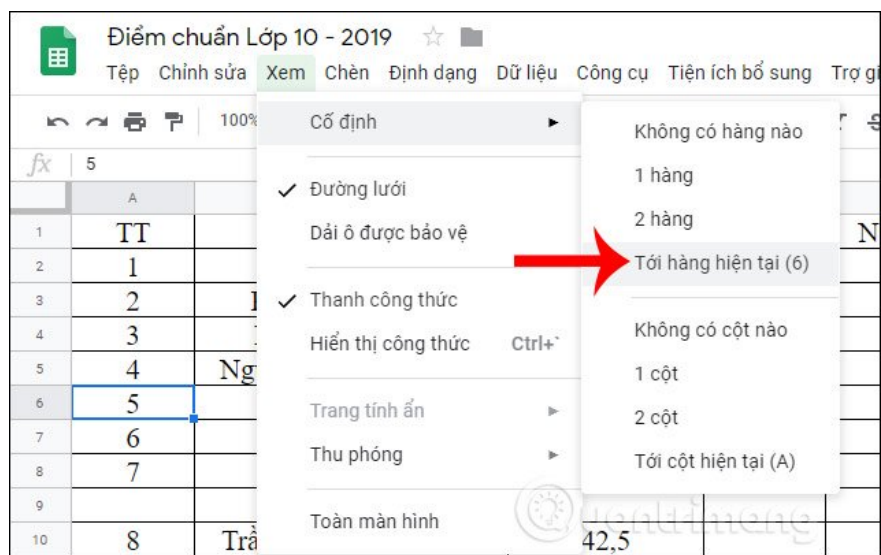 Điểm chuẩn Lớp 10 - 2019
Tệp Chỉnh sửa Xem Chèn Định dạng Dữ liệu Công cụ Tiện ích bổ sung Trợ gi
100%
Cố định
Không có hàng nào
1 hàng
2 hàng
Tới hàng hiện tại (6)
Không có cột nào
1 cột
2 cột
Tới cột hiện tại (A)
Đường lưới
Dải ô được bảo vệ
Thanh công thức
Hiển thị công thức Ctrl+`
Trang tính ẩn
Thu phóng
Toàn màn hình
fx 5
A
1 TT N
2 1
3 2
4 3
5 4 Ng
6 5
7 6
8 7
9
10 8 Trầ 42,5
Quantrimang